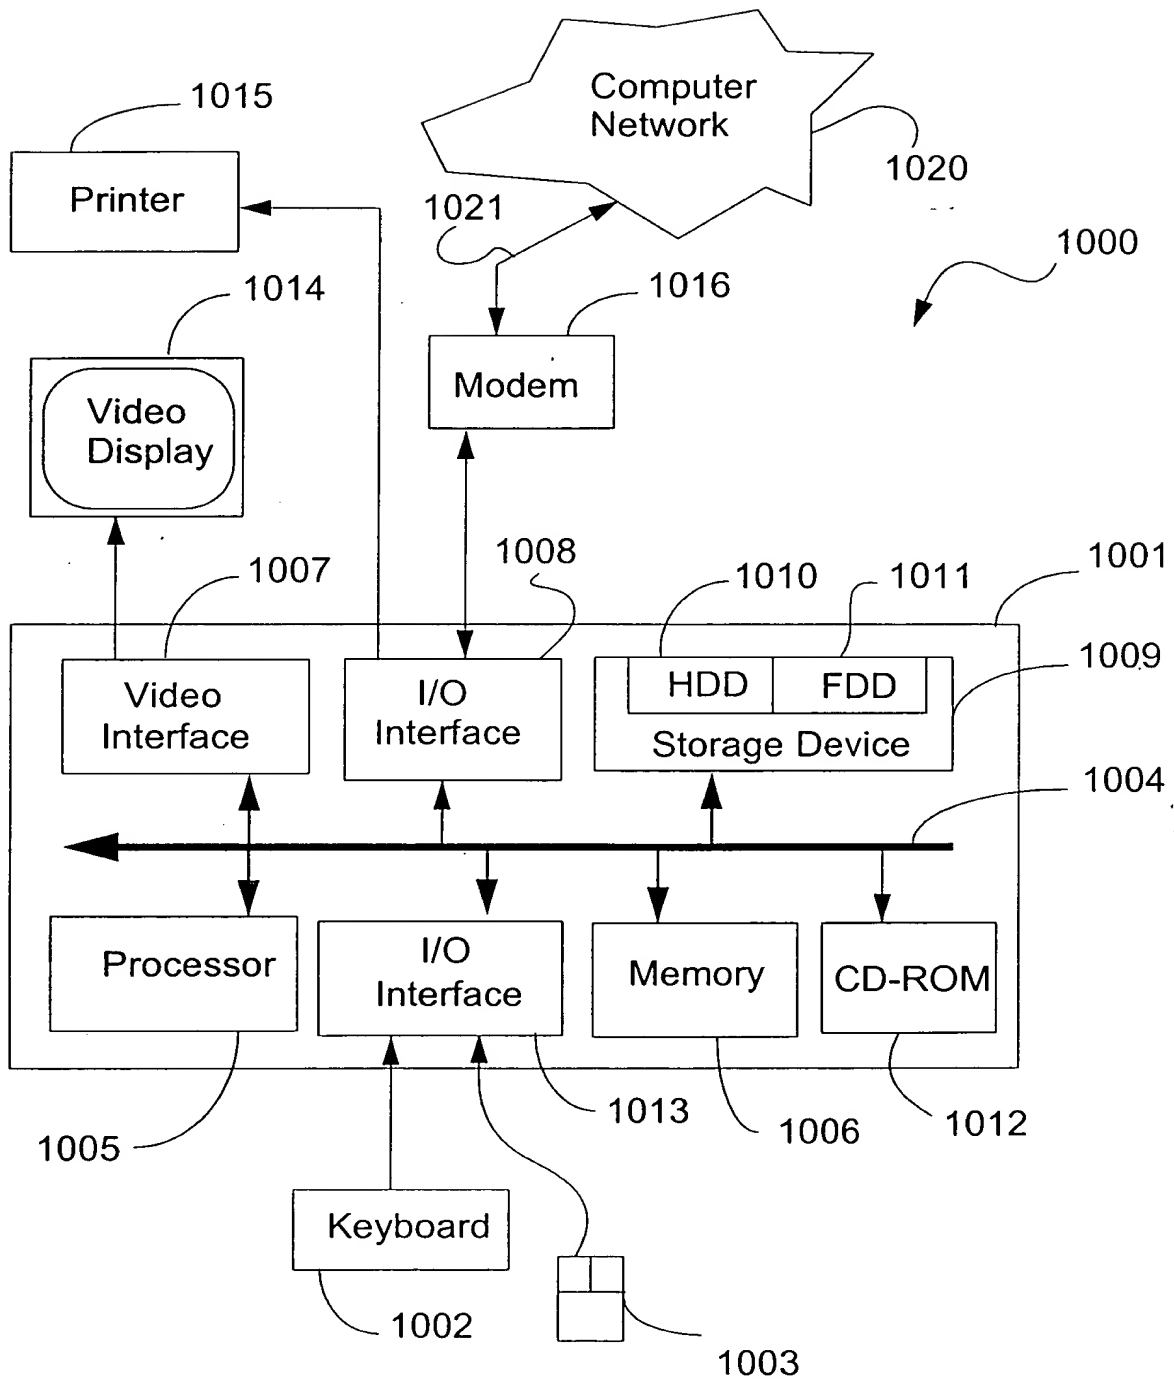 1015
Computer
Network
Printer
1020
1021
1000
1014
1016
Video
Display
Modem
1008
1001
1007
1010
1011
1009
HDD
FDD
Video
Interface
I/O
Interface
Storage Device
1004
Processor
I/O
Interface
Memory
CD-ROM
1013
1005
1006
1012
Keyboard
1002
1003